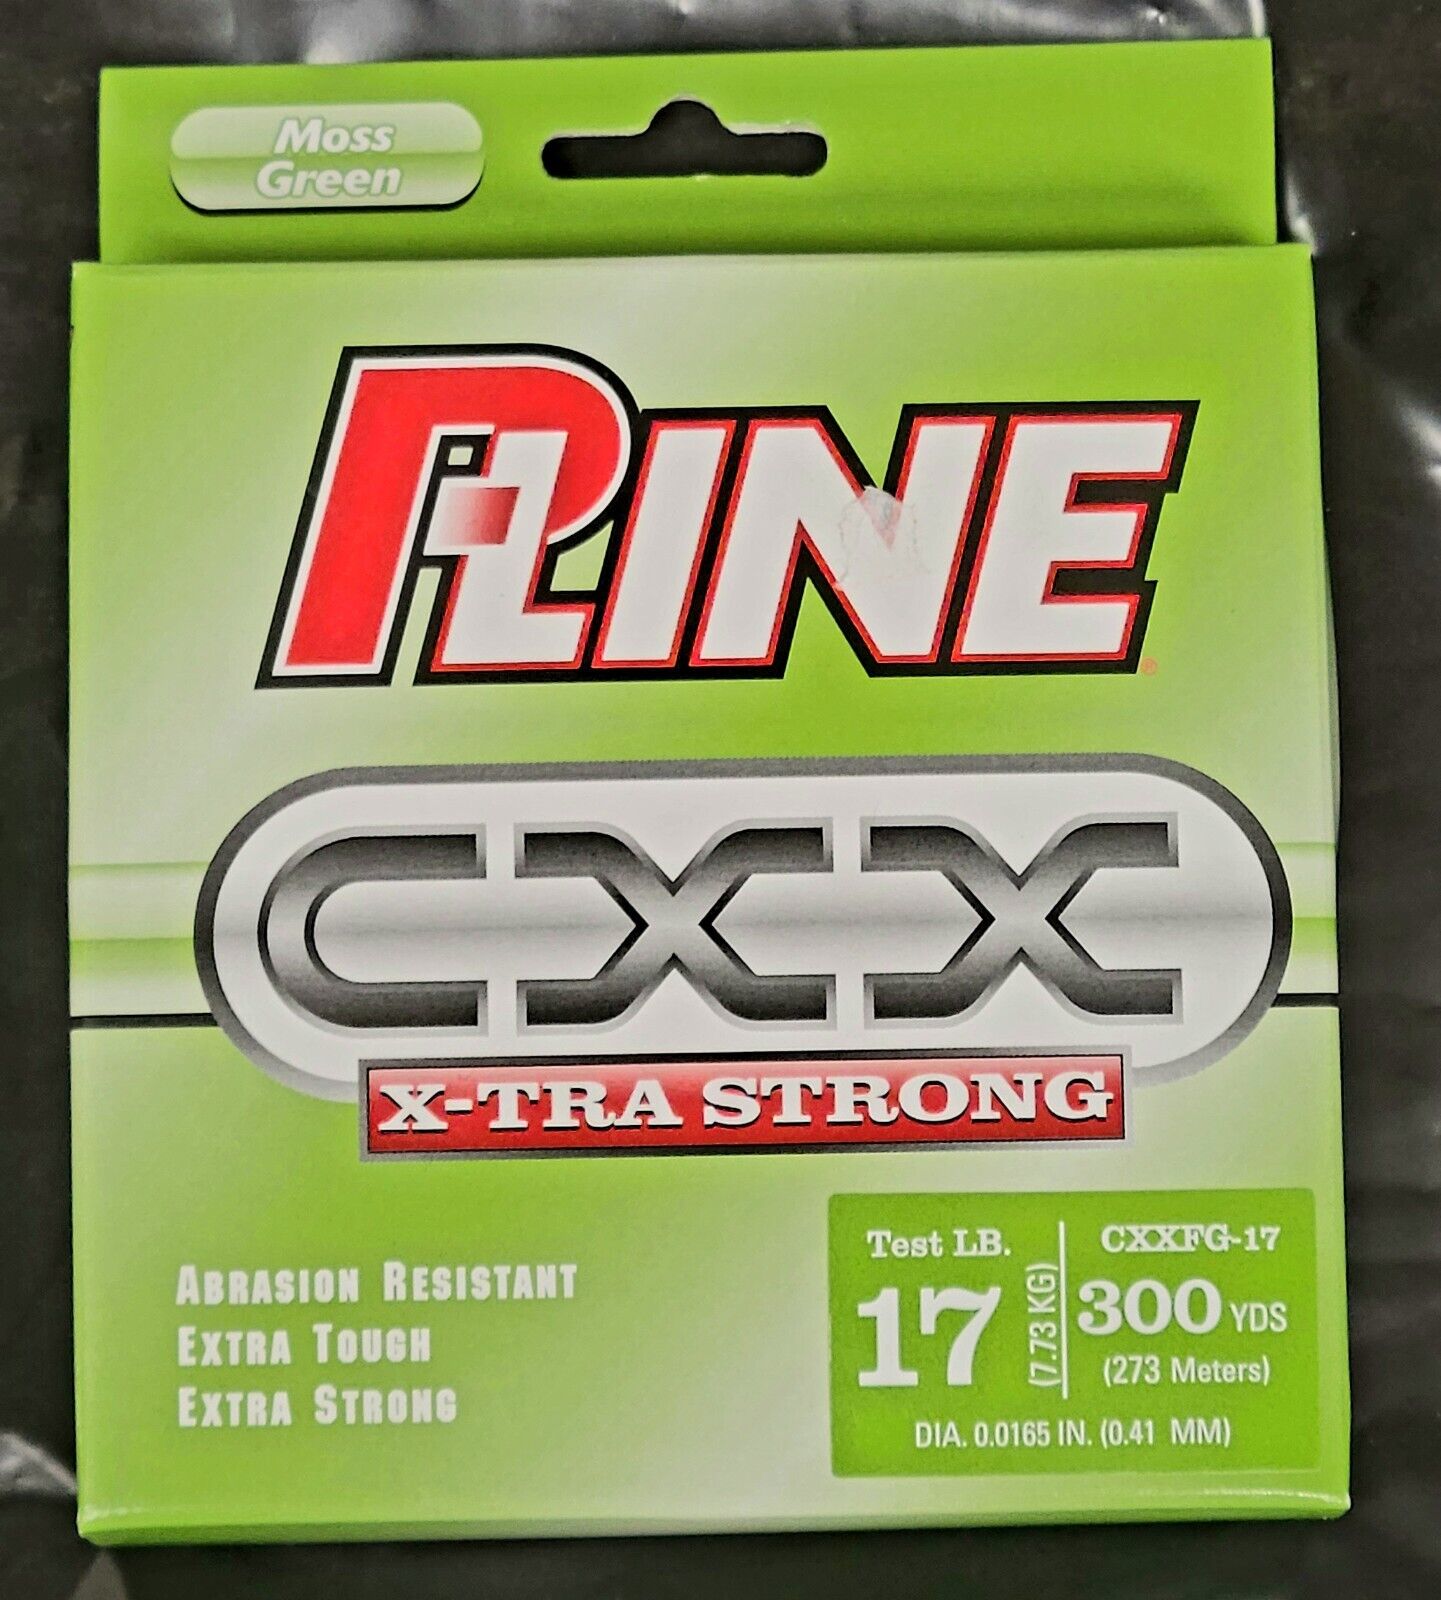 Moss
Green
PLINE®
CXX
X-TRA STRONG
ABRASION RESISTANT
EXTRA TOUGH
EXTRA STRONG
Test LB.
17
(7.73 KG)
CXXFG-17
300 YDS
(273 Meters)
DIA. 0.0165 IN. (0.41 MM)